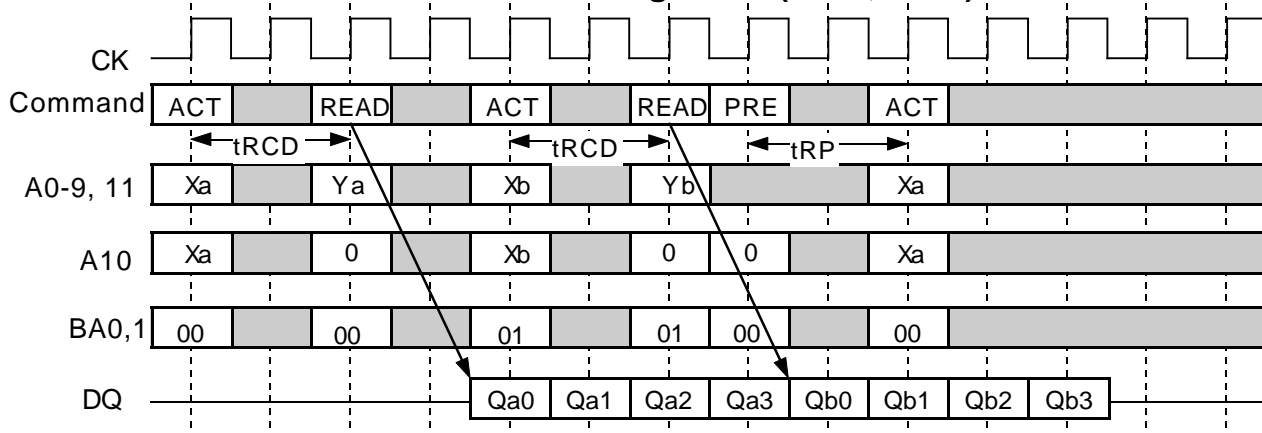 CK
Command ACT READ ACT READ PRE ACT
tRCD tRCD tRP
A0-9, 11 Xa Ya Xb Yb Xa
A10 Xa 0 Xb 0 0 Xa
BA0,1 00 00 01 01 00 00
DQ Qa0 Qa1 Qa2 Qa3 Qb0 Qb1 Qb2 Qb3